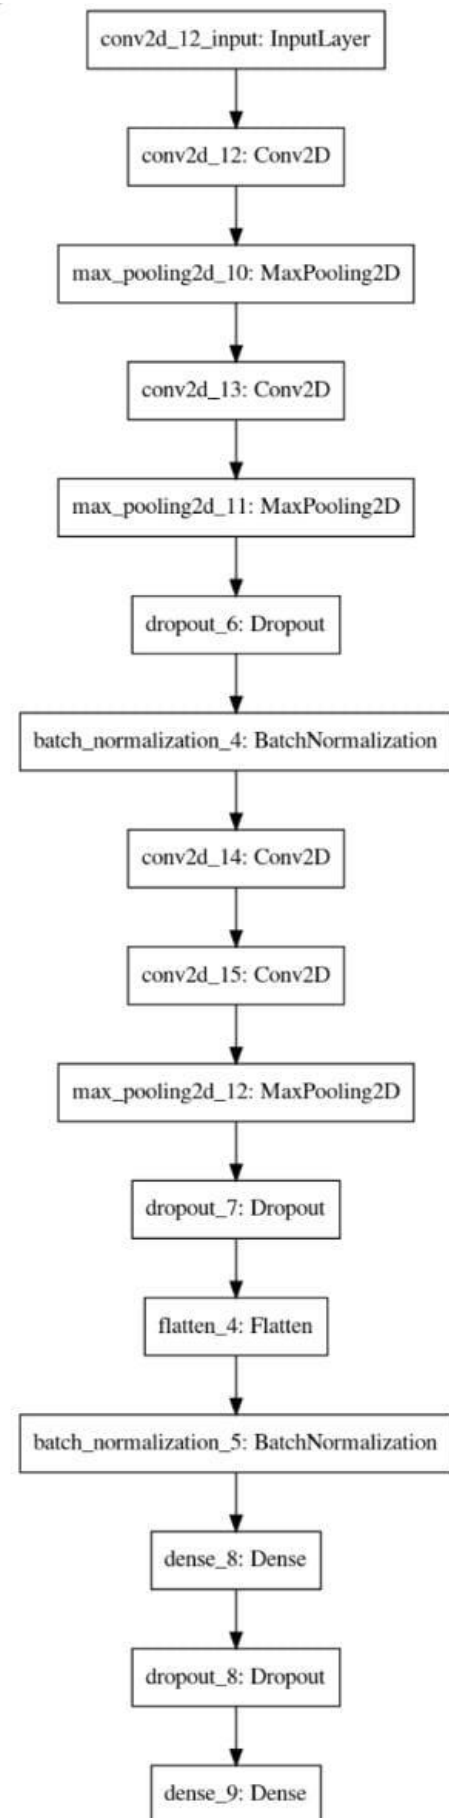 conv2d_12_input: InputLayer
conv2d_12: Conv2D
max_pooling2d_10: MaxPooling2D
conv2d_13: Conv2D
max_pooling2d_11: MaxPooling2D
dropout_6: Dropout
batch_normalization_4: BatchNormalization
conv2d_14: Conv2D
conv2d_15: Conv2D
max_pooling2d_12: MaxPooling2D
dropout_7: Dropout
flatten_4: Flatten
batch_normalization_5: BatchNormalization
dense_8: Dense
dropout_8: Dropout
dense_9: Dense